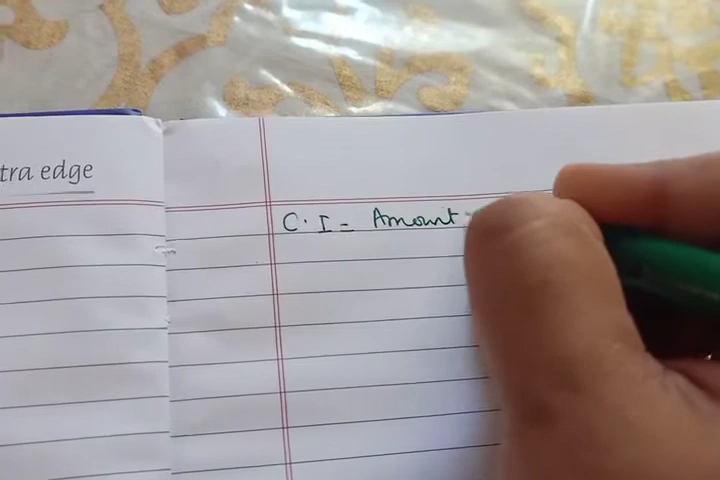 tra edge
C.I = Amount -